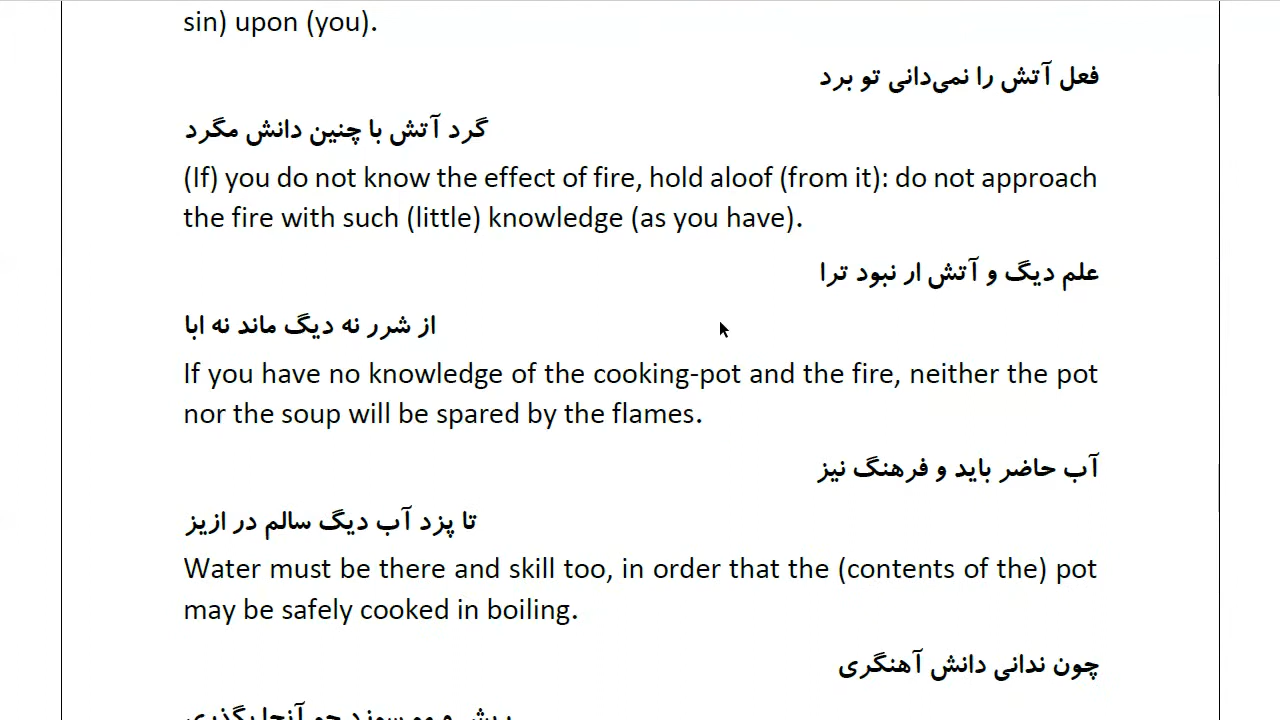 sin) upon (you).
فعل آتش را نمی‌دانی تو برد
گرد آتش با چنین دانش مگرد
(If) you do not know the effect of fire, hold aloof (from it): do not approach
the fire with such (little) knowledge (as you have).
علم دیگ و آتش ار نبود ترا
از شرر نه دیگ ماند نه ابا
If you have no knowledge of the cooking-pot and the fire, neither the pot
nor the soup will be spared by the flames.
آب حاضر باید و فرهنگ نیز
تا پزد آب دیگ سالم در ازیز
Water must be there and skill too, in order that the (contents of the) pot
may be safely cooked in boiling.
چون ندانی دانش آهنگری
ریش و مو سوزد چو آنجا بگذری